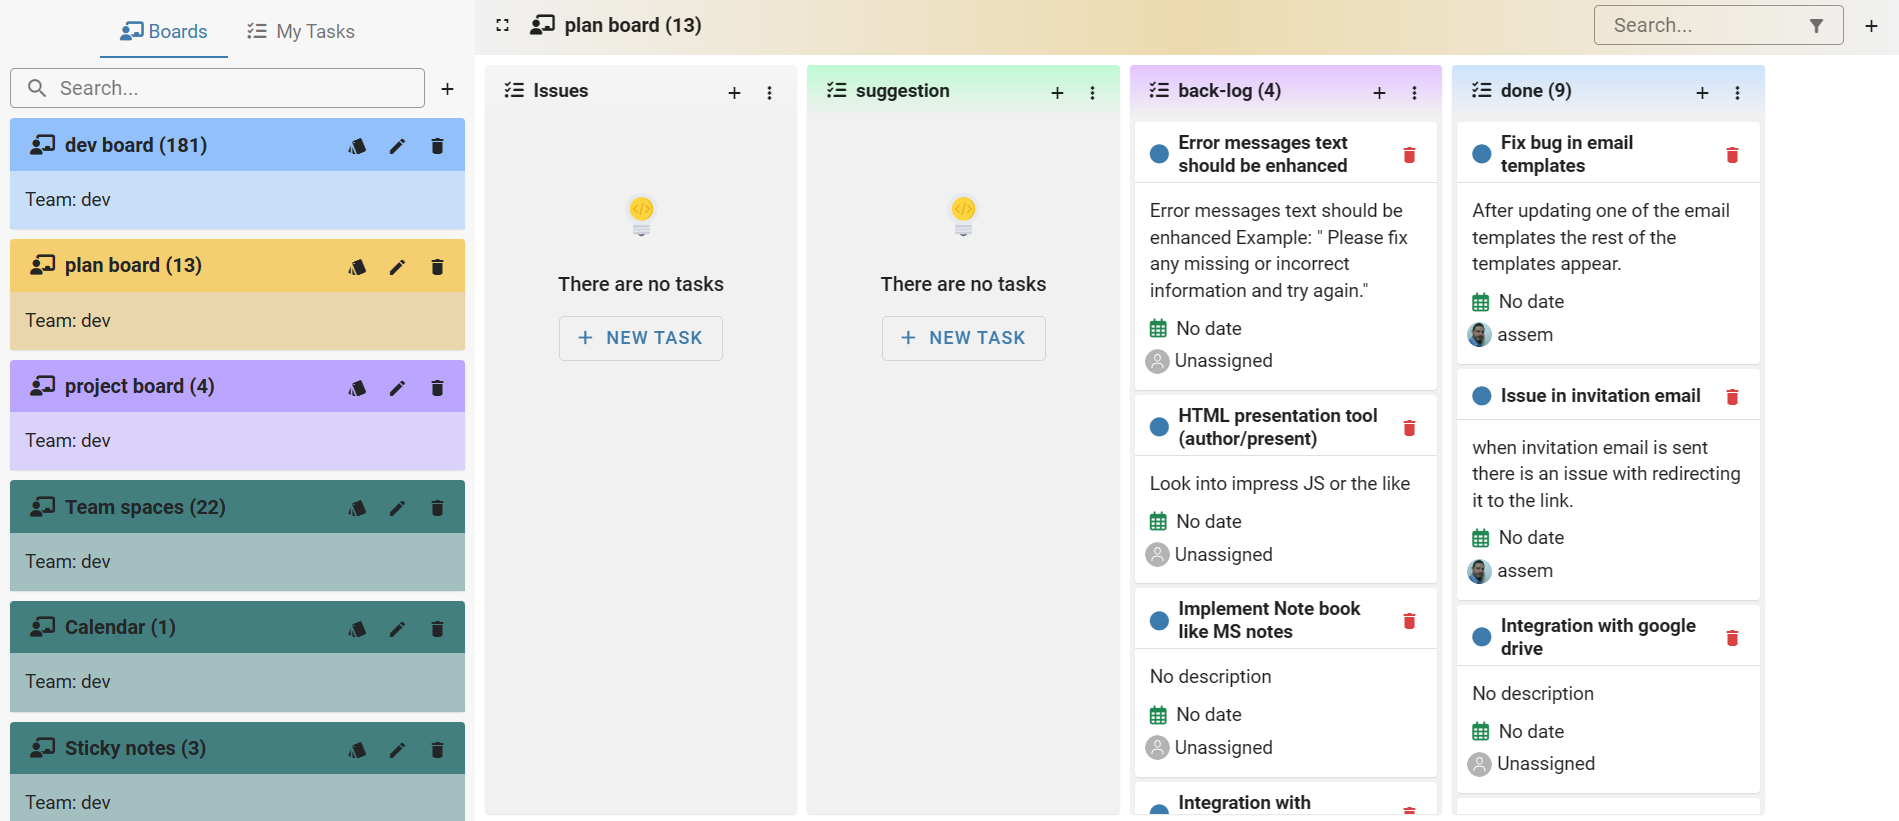 Boards
My Tasks
Search...
dev board (181)
Team: dev
plan board (13)
Team: dev
project board (4)
Team: dev
Team spaces (22)
Team: dev
Calendar (1)
Team: dev
Sticky notes (3)
Team: dev
plan board (13)
Search...
Issues
There are no tasks
NEW TASK
suggestion
There are no tasks
NEW TASK
back-log (4)
Error messages text
should be enhanced
Error messages text should be
enhanced Example: " Please fix
any missing or incorrect
information and try again."
No date
Unassigned
HTML presentation tool
(author/present)
Look into impress JS or the like
No date
Unassigned
Implement Note book
like MS notes
No description
No date
Unassigned
Integration with
done (9)
Fix bug in email
templates
After updating one of the email
templates the rest of the
templates appear.
No date
assem
Issue in invitation email
when invitation email is sent
there is an issue with redirecting
it to the link.
No date
assem
Integration with google
drive
No description
No date
Unassigned